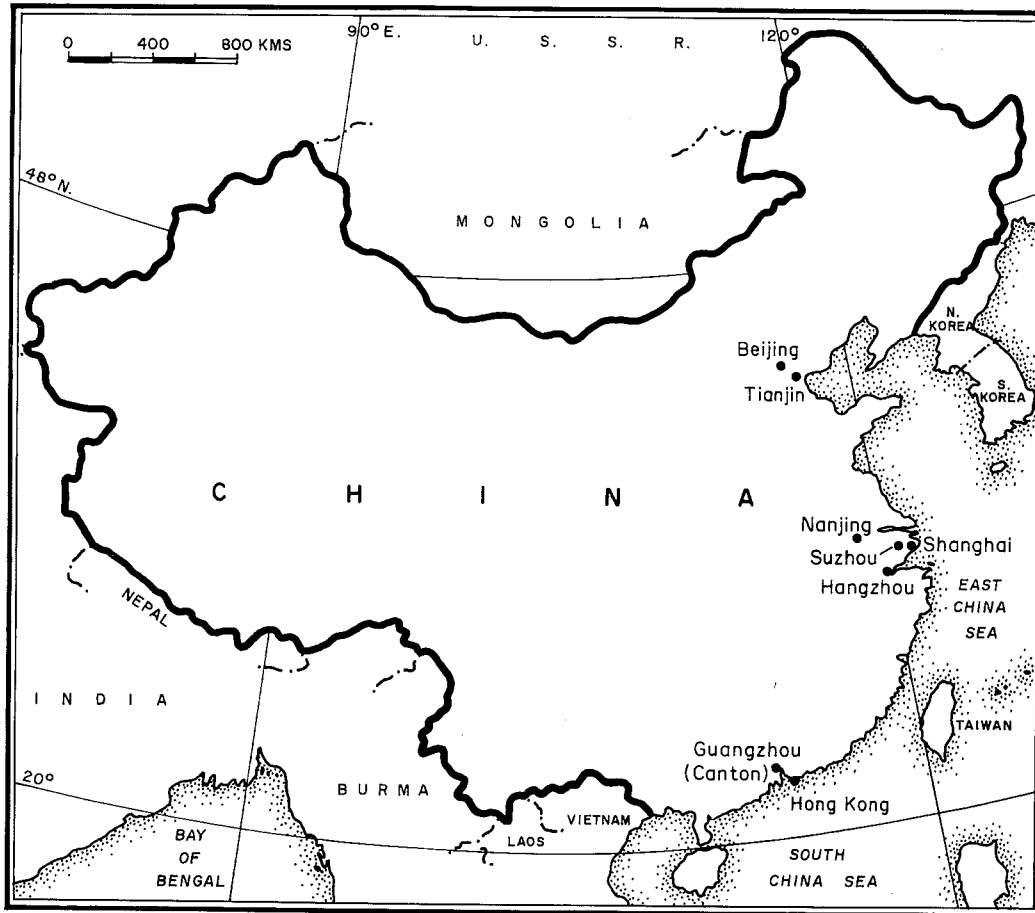 0 400 800 KMS
90° E.
U. S. S. R.
120°
48° N.
MONGOLIA
N.
KOREA
Beijing
Tianjin
S.
KOREA
CHINA
Nanjing
Suzhou
Shanghai
Hangzhou
EAST
CHINA
SEA
NEPAL
INDIA
TAIWAN
Guangzhou
(Canton)
20°
BURMA
Hong Kong
VIETNAM
LAOS
BAY
OF
BENGAL
SOUTH
CHINA SEA